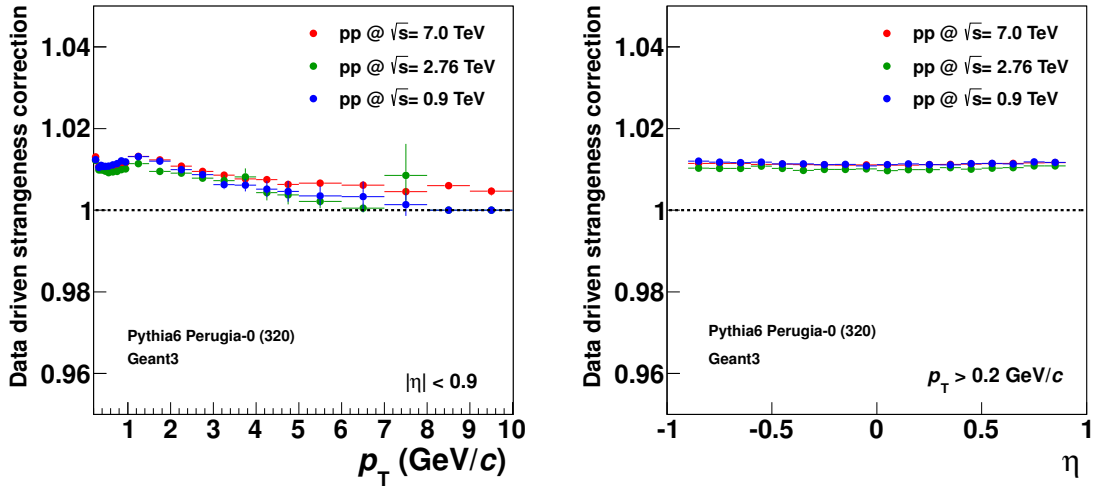 Data driven strangeness correction
1.04
1.02
1
0.98
0.96
pp @ √s= 7.0 TeV
pp @ √s= 2.76 TeV
pp @ √s= 0.9 TeV
Pythia6 Perugia-0 (320)
Geant3
|η| < 0.9
1 2 3 4 5 6 7 8 9 10
p_T (GeV/c)
Data driven strangeness correction
1.04
1.02
1
0.98
0.96
pp @ √s= 7.0 TeV
pp @ √s= 2.76 TeV
pp @ √s= 0.9 TeV
Pythia6 Perugia-0 (320)
Geant3
p_T > 0.2 GeV/c
-1 -0.5 0 0.5 1
η